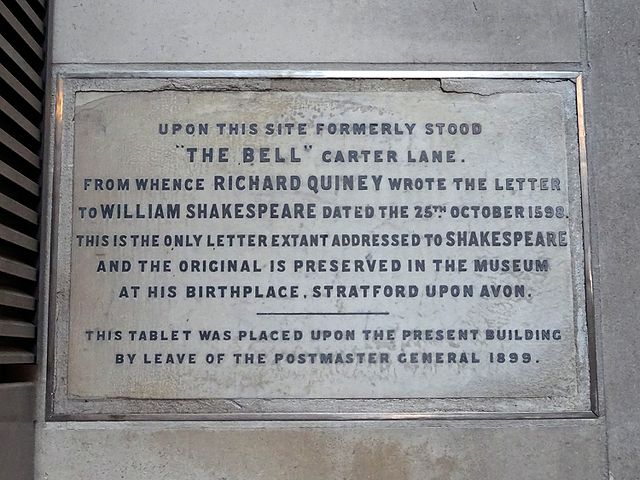 UPON THIS SITE FORMERLY STOOD
"THE BELL" CARTER LANE.
FROM WHENCE RICHARD QUINEY WROTE THE LETTER
TO WILLIAM SHAKESPEARE DATED THE 25TH OCTOBER 1598.
THIS IS THE ONLY LETTER EXTANT ADDRESSED TO SHAKESPEARE
AND THE ORIGINAL IS PRESERVED IN THE MUSEUM
AT HIS BIRTHPLACE, STRATFORD UPON AVON.
THIS TABLET WAS PLACED UPON THE PRESENT BUILDING
BY LEAVE OF THE POSTMASTER GENERAL 1899.